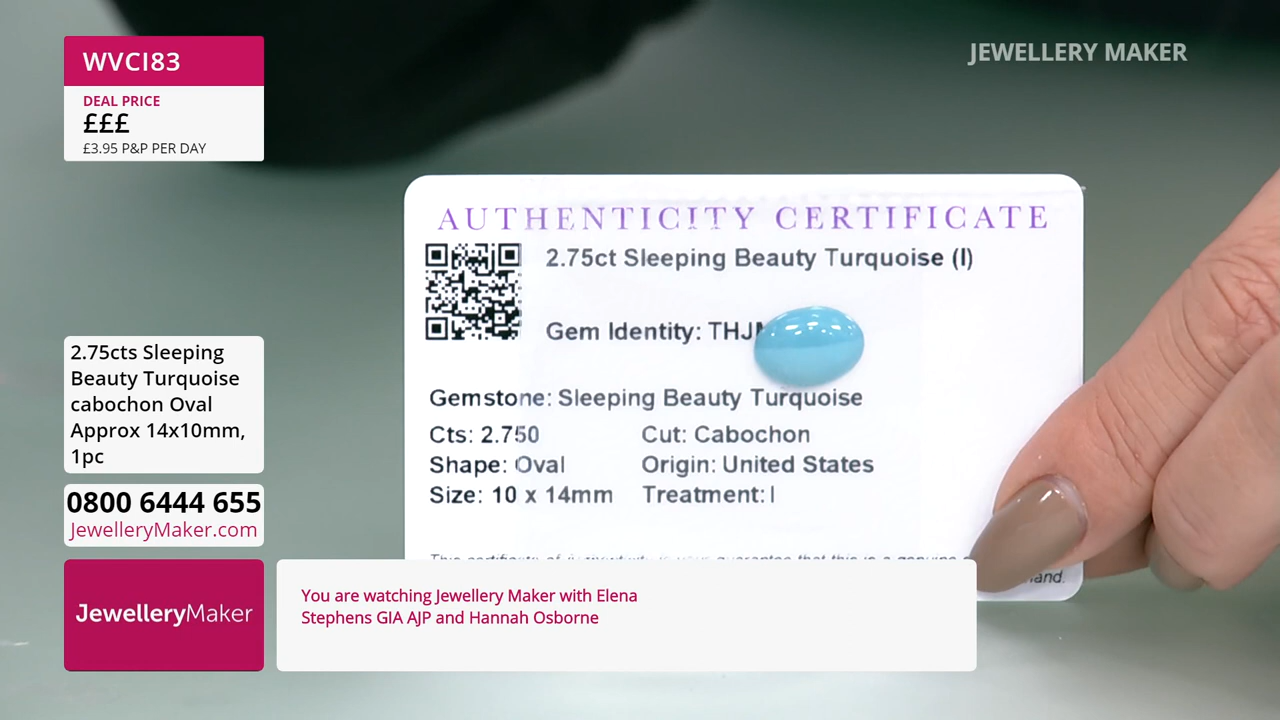 WVCI83
DEAL PRICE
£££
£3.95 P&P PER DAY
JEWELLERY MAKER
AUTHENTICITY CERTIFICATE
2.75ct Sleeping Beauty Turquoise (I)
Gem Identity:
Gemstone: Sleeping Beauty Turquoise
Cts: 2.750 Cut: Cabochon
Shape: Oval Origin: United States
Size: 10 x 14mm Treatment: I
2.75cts Sleeping
Beauty Turquoise
cabochon Oval
Approx 14x10mm,
1pc
0800 6444 655
JewelleryMaker.com
JewelleryMaker
You are watching Jewellery Maker with Elena
Stephens GIA AJP and Hannah Osborne